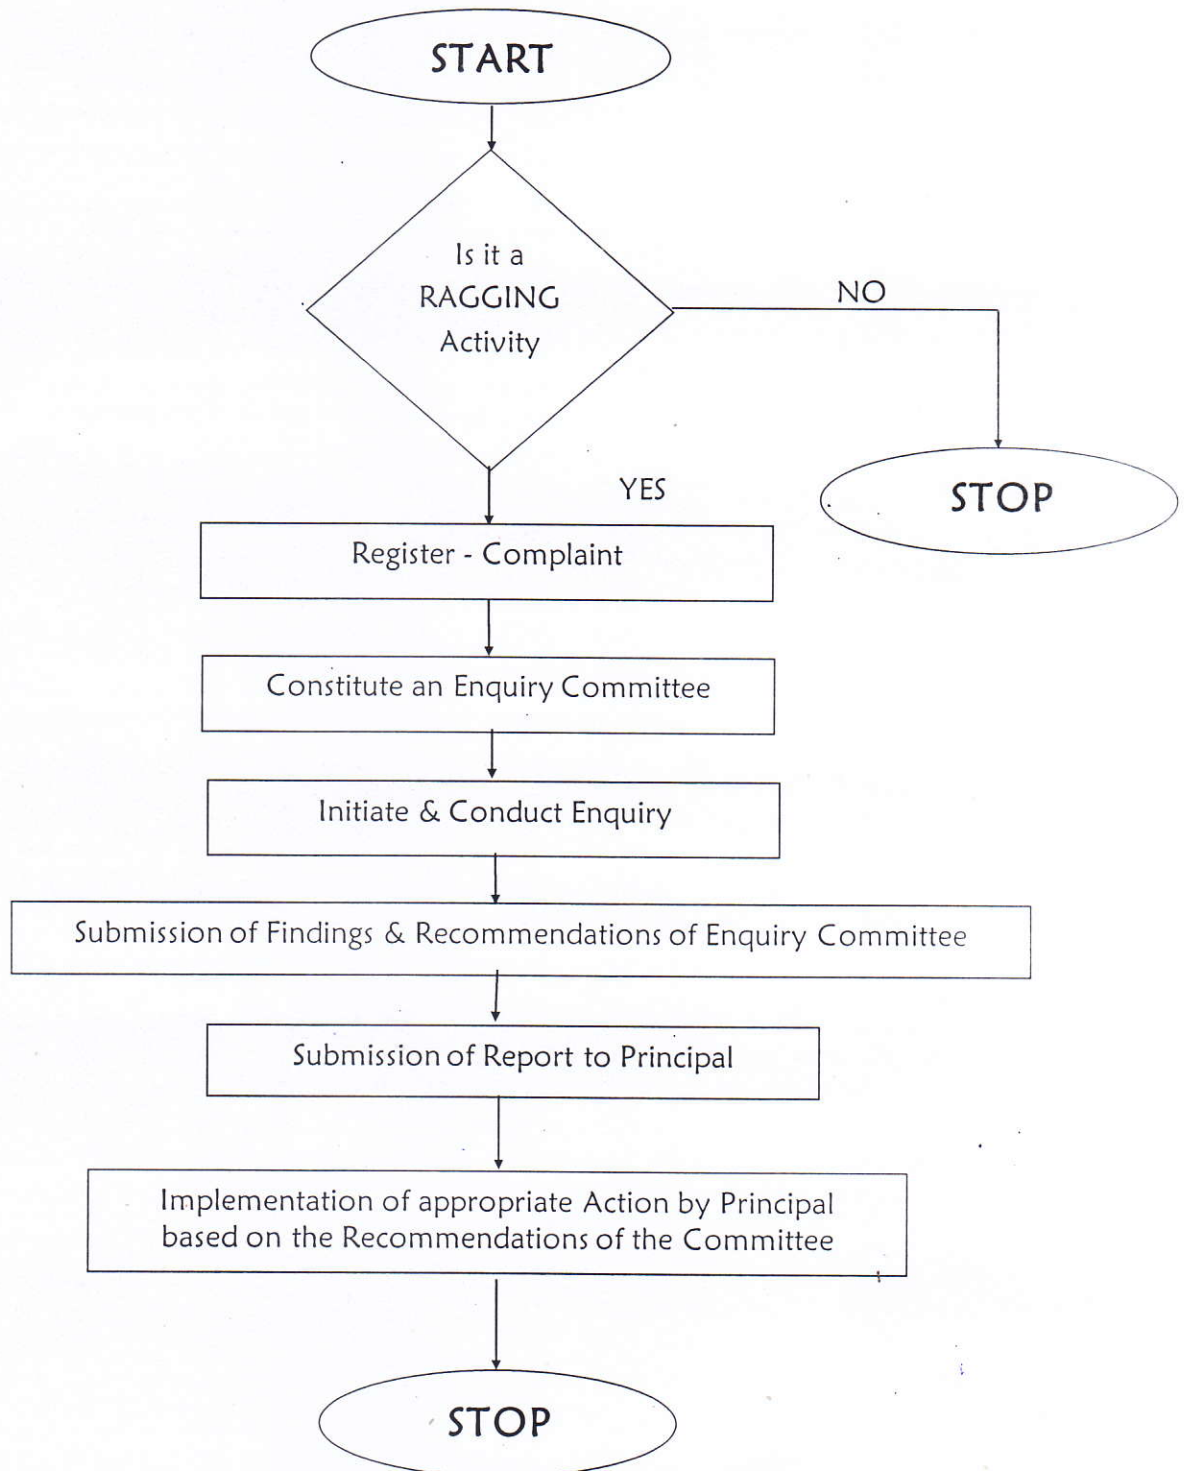 START
Is it a
RAGGING
Activity
NO
YES
STOP
Register - Complaint
Constitute an Enquiry Committee
Initiate & Conduct Enquiry
Submission of Findings & Recommendations of Enquiry Committee
Submission of Report to Principal
Implementation of appropriate Action by Principal
based on the Recommendations of the Committee
STOP